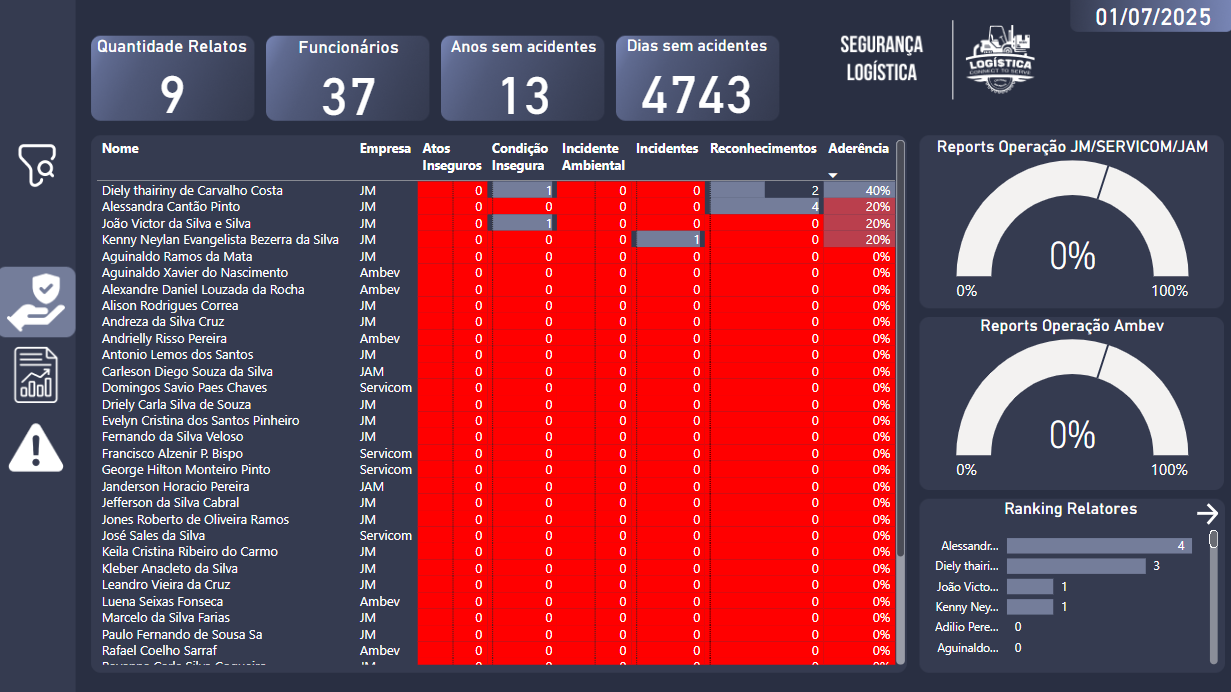 01/07/2025
Quantidade Relatos
9
Funcionários
37
Anos sem acidentes
13
Dias sem acidentes
4743
SEGURANÇA
LOGÍSTICA
LOGÍSTICA
CONNECT TO SERVE
Nome Empresa Atos Inseguros Condição Insegura Incidente Ambiental Incidentes Reconhecimentos Aderência
Diely thairiny de Carvalho Costa JM 0 1 0 0 2 40%
Alessandra Cantão Pinto JM 0 0 0 0 4 20%
João Victor da Silva e Silva JM 0 1 0 0 0 20%
Kenny Neylan Evangelista Bezerra da Silva JM 0 0 0 1 0 20%
Aguinaldo Ramos da Mata JM 0 0 0 0 0 0%
Aguinaldo Xavier do Nascimento Ambev 0 0 0 0 0 0%
Alexandre Daniel Louzada da Rocha Ambev 0 0 0 0 0 0%
Alison Rodrigues Correa JM 0 0 0 0 0 0%
Andreza da Silva Cruz JM 0 0 0 0 0 0%
Andrielly Risso Pereira Ambev 0 0 0 0 0 0%
Antonio Lemos dos Santos JM 0 0 0 0 0 0%
Carleson Diego Souza da Silva JAM 0 0 0 0 0 0%
Domingos Savio Paes Chaves Servicom 0 0 0 0 0 0%
Driely Carla Silva de Souza JM 0 0 0 0 0 0%
Evelyn Cristina dos Santos Pinheiro JM 0 0 0 0 0 0%
Fernando da Silva Veloso JM 0 0 0 0 0 0%
Francisco Alzenir P. Bispo Servicom 0 0 0 0 0 0%
George Hilton Monteiro Pinto Servicom 0 0 0 0 0 0%
Janderson Horacio Pereira JAM 0 0 0 0 0 0%
Jefferson da Silva Cabral JM 0 0 0 0 0 0%
Jones Roberto de Oliveira Ramos JM 0 0 0 0 0 0%
José Sales da Silva Servicom 0 0 0 0 0 0%
Keila Cristina Ribeiro do Carmo JM 0 0 0 0 0 0%
Kleber Anacleto da Silva JM 0 0 0 0 0 0%
Leandro Vieira da Cruz JM 0 0 0 0 0 0%
Luena Seixas Fonseca Ambev 0 0 0 0 0 0%
Marcelo da Silva Farias JM 0 0 0 0 0 0%
Paulo Fernando de Sousa Sa JM 0 0 0 0 0 0%
Rafael Coelho Sarraf Ambev 0 0 0 0 0 0%
Reports Operação JM/SERVICOM/JAM
0%
0% 100%
Reports Operação Ambev
0%
0% 100%
Ranking Relatores
Alessandr... 4
Diely thairi... 3
João Victo... 1
Kenny Ney... 1
Adilio Pere... 0
Aguinaldo... 0